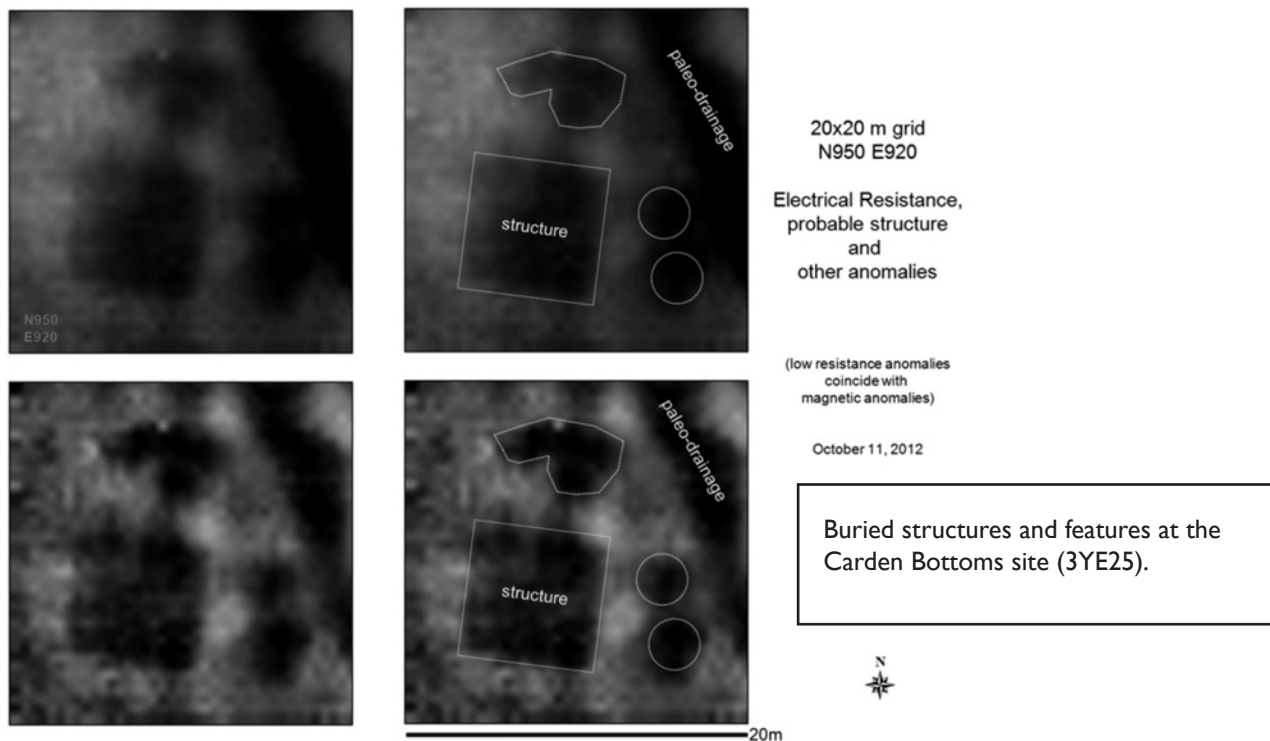 paleo-drainage
structure
N950
E920
20x20 m grid
N950 E920
Electrical Resistance,
probable structure
and
other anomalies
(low resistance anomalies
coincide with
magnetic anomalies)
October 11, 2012
paleo-drainage
structure
20m
Buried structures and features at the
Carden Bottoms site (3YE25).
N